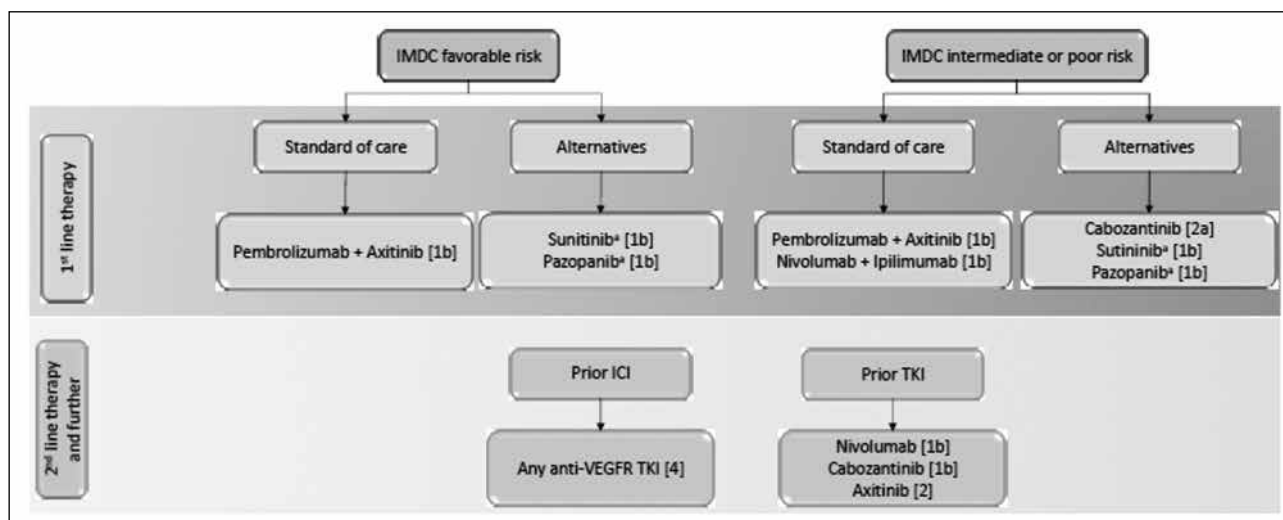 IMDC favorable risk
IMDC intermediate or poor risk
1st line therapy
Standard of care
Alternatives
Standard of care
Alternatives
Pembrolizumab + Axitinib [1b]
Sunitinibᵃ [1b]
Pazopanibᵃ [1b]
Pembrolizumab + Axitinib [1b]
Nivolumab + Ipilimumab [1b]
Cabozantinib [2a]
Sutininibᵃ [1b]
Pazopanibᵃ [1b]
2nd line therapy
and further
Prior ICI
Prior TKI
Any anti-VEGFR TKI [4]
Nivolumab [1b]
Cabozantinib [1b]
Axitinib [2]